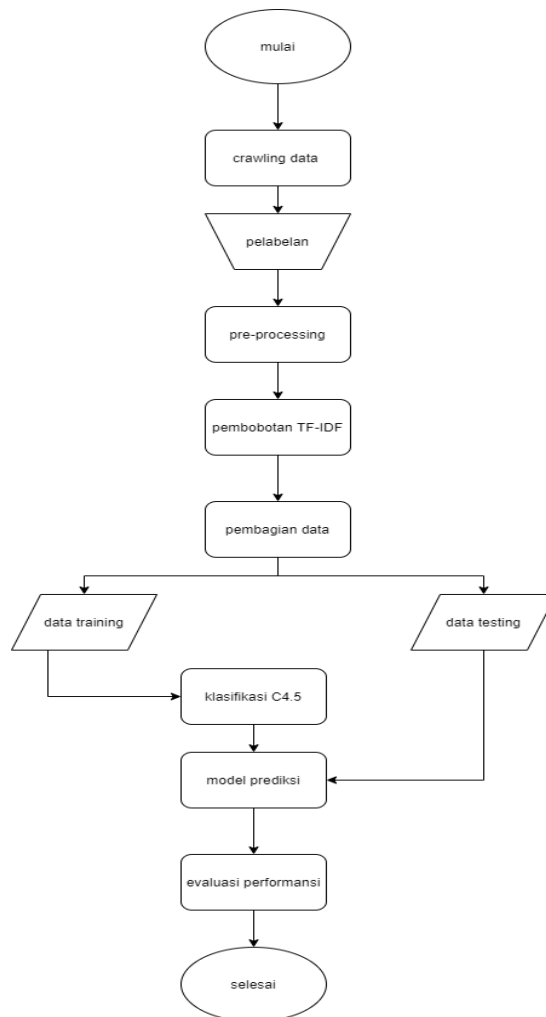 mulai
crawling data
pelabelan
pre-processing
pembobotan TF-IDF
pembagian data
data training
data testing
klasifikasi C4.5
model prediksi
evaluasi performansi
selesai